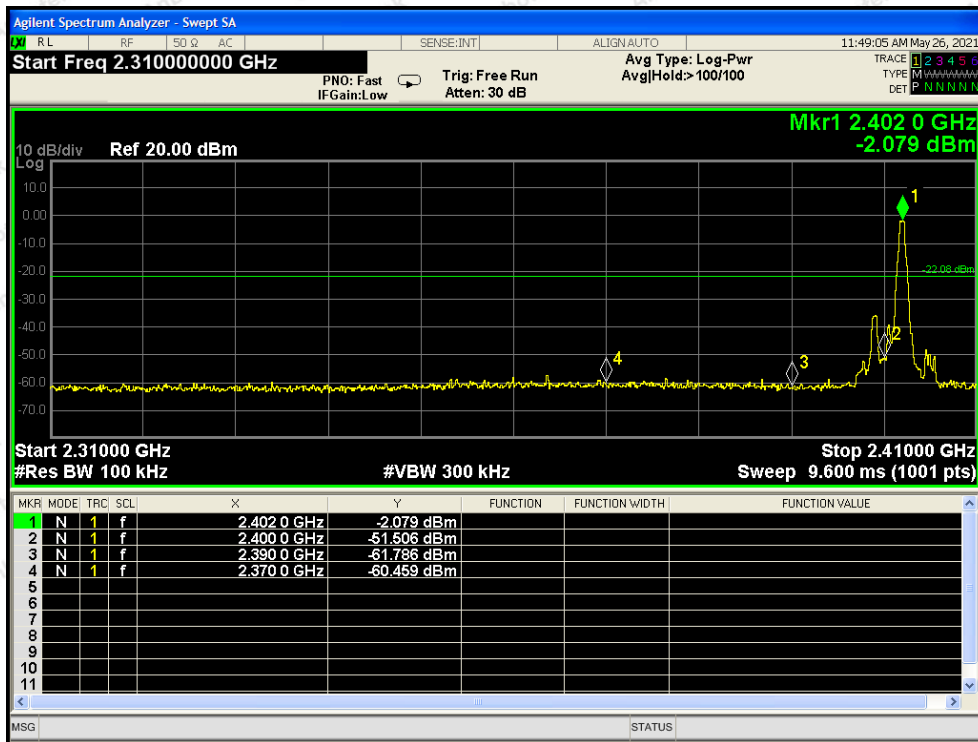 Agilent Spectrum Analyzer - Swept SA
LXI RL RF 50 Ω AC SENSE:INT ALIGN AUTO 11:49:05 AM May 26, 2021
Start Freq 2.310000000 GHz
PNO: Fast
IFGain:Low
Trig: Free Run
Atten: 30 dB
Avg Type: Log-Pwr
Avg|Hold:>100/100
TRACE 1 2 3 4 5 6
TYPE M W W W W W
DET P N N N N N
Mkr1 2.402 0 GHz
-2.079 dBm
10 dB/div Ref 20.00 dBm
Log
10.0
0.00
-10.0
-20.0
-30.0
-40.0
-50.0
-60.0
-70.0
1
-22.08 dBm
2
3
4
Start 2.31000 GHz Stop 2.41000 GHz
#Res BW 100 kHz #VBW 300 kHz Sweep 9.600 ms (1001 pts)
MKR MODE TRC SCL X Y FUNCTION FUNCTION WIDTH FUNCTION VALUE
1 N 1 f 2.402 0 GHz -2.079 dBm
2 N 1 f 2.400 0 GHz -51.506 dBm
3 N 1 f 2.390 0 GHz -61.786 dBm
4 N 1 f 2.370 0 GHz -60.459 dBm
5
6
7
8
9
10
11
MSG STATUS